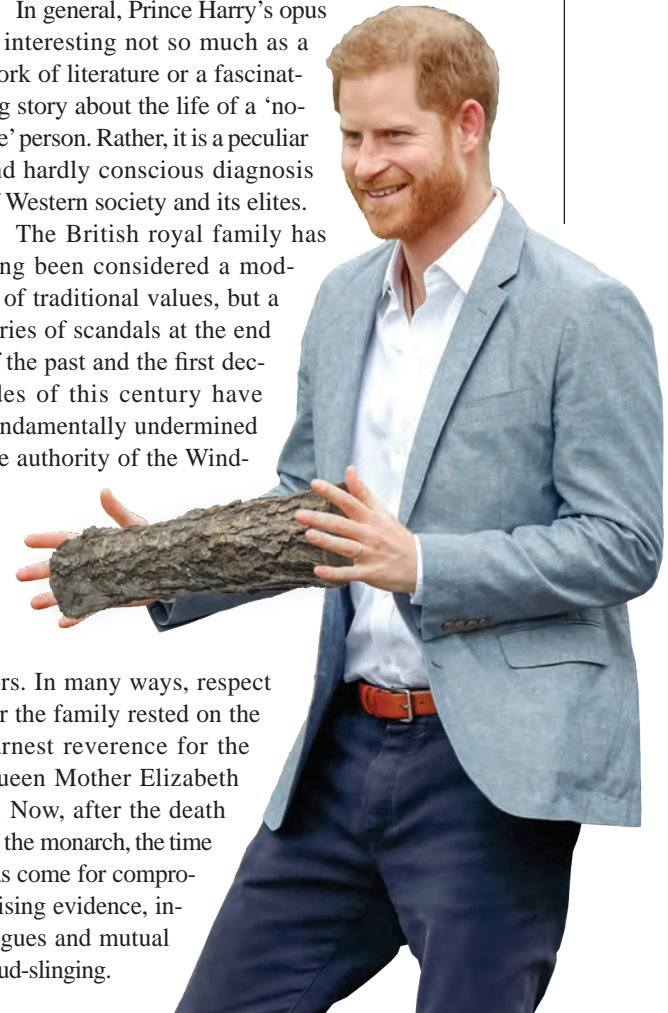 In general, Prince Harry's opus
interesting not so much as a
ork of literature or a fascinat-
g story about the life of a ‘no-
e’ person. Rather, it is a peculiar
nd hardly conscious diagnosis
f Western society and its elites.
The British royal family has
ng been considered a mod-
of traditional values, but a
ries of scandals at the end
f the past and the first dec-
des of this century have
ndamentally undermined
e authority of the Wind-
ors. In many ways, respect
r the family rested on the
rnest reverence for the
ueen Mother Elizabeth
. Now, after the death
f the monarch, the time
as come for compro-
ising evidence, in-
gues and mutual
ud-slinging.